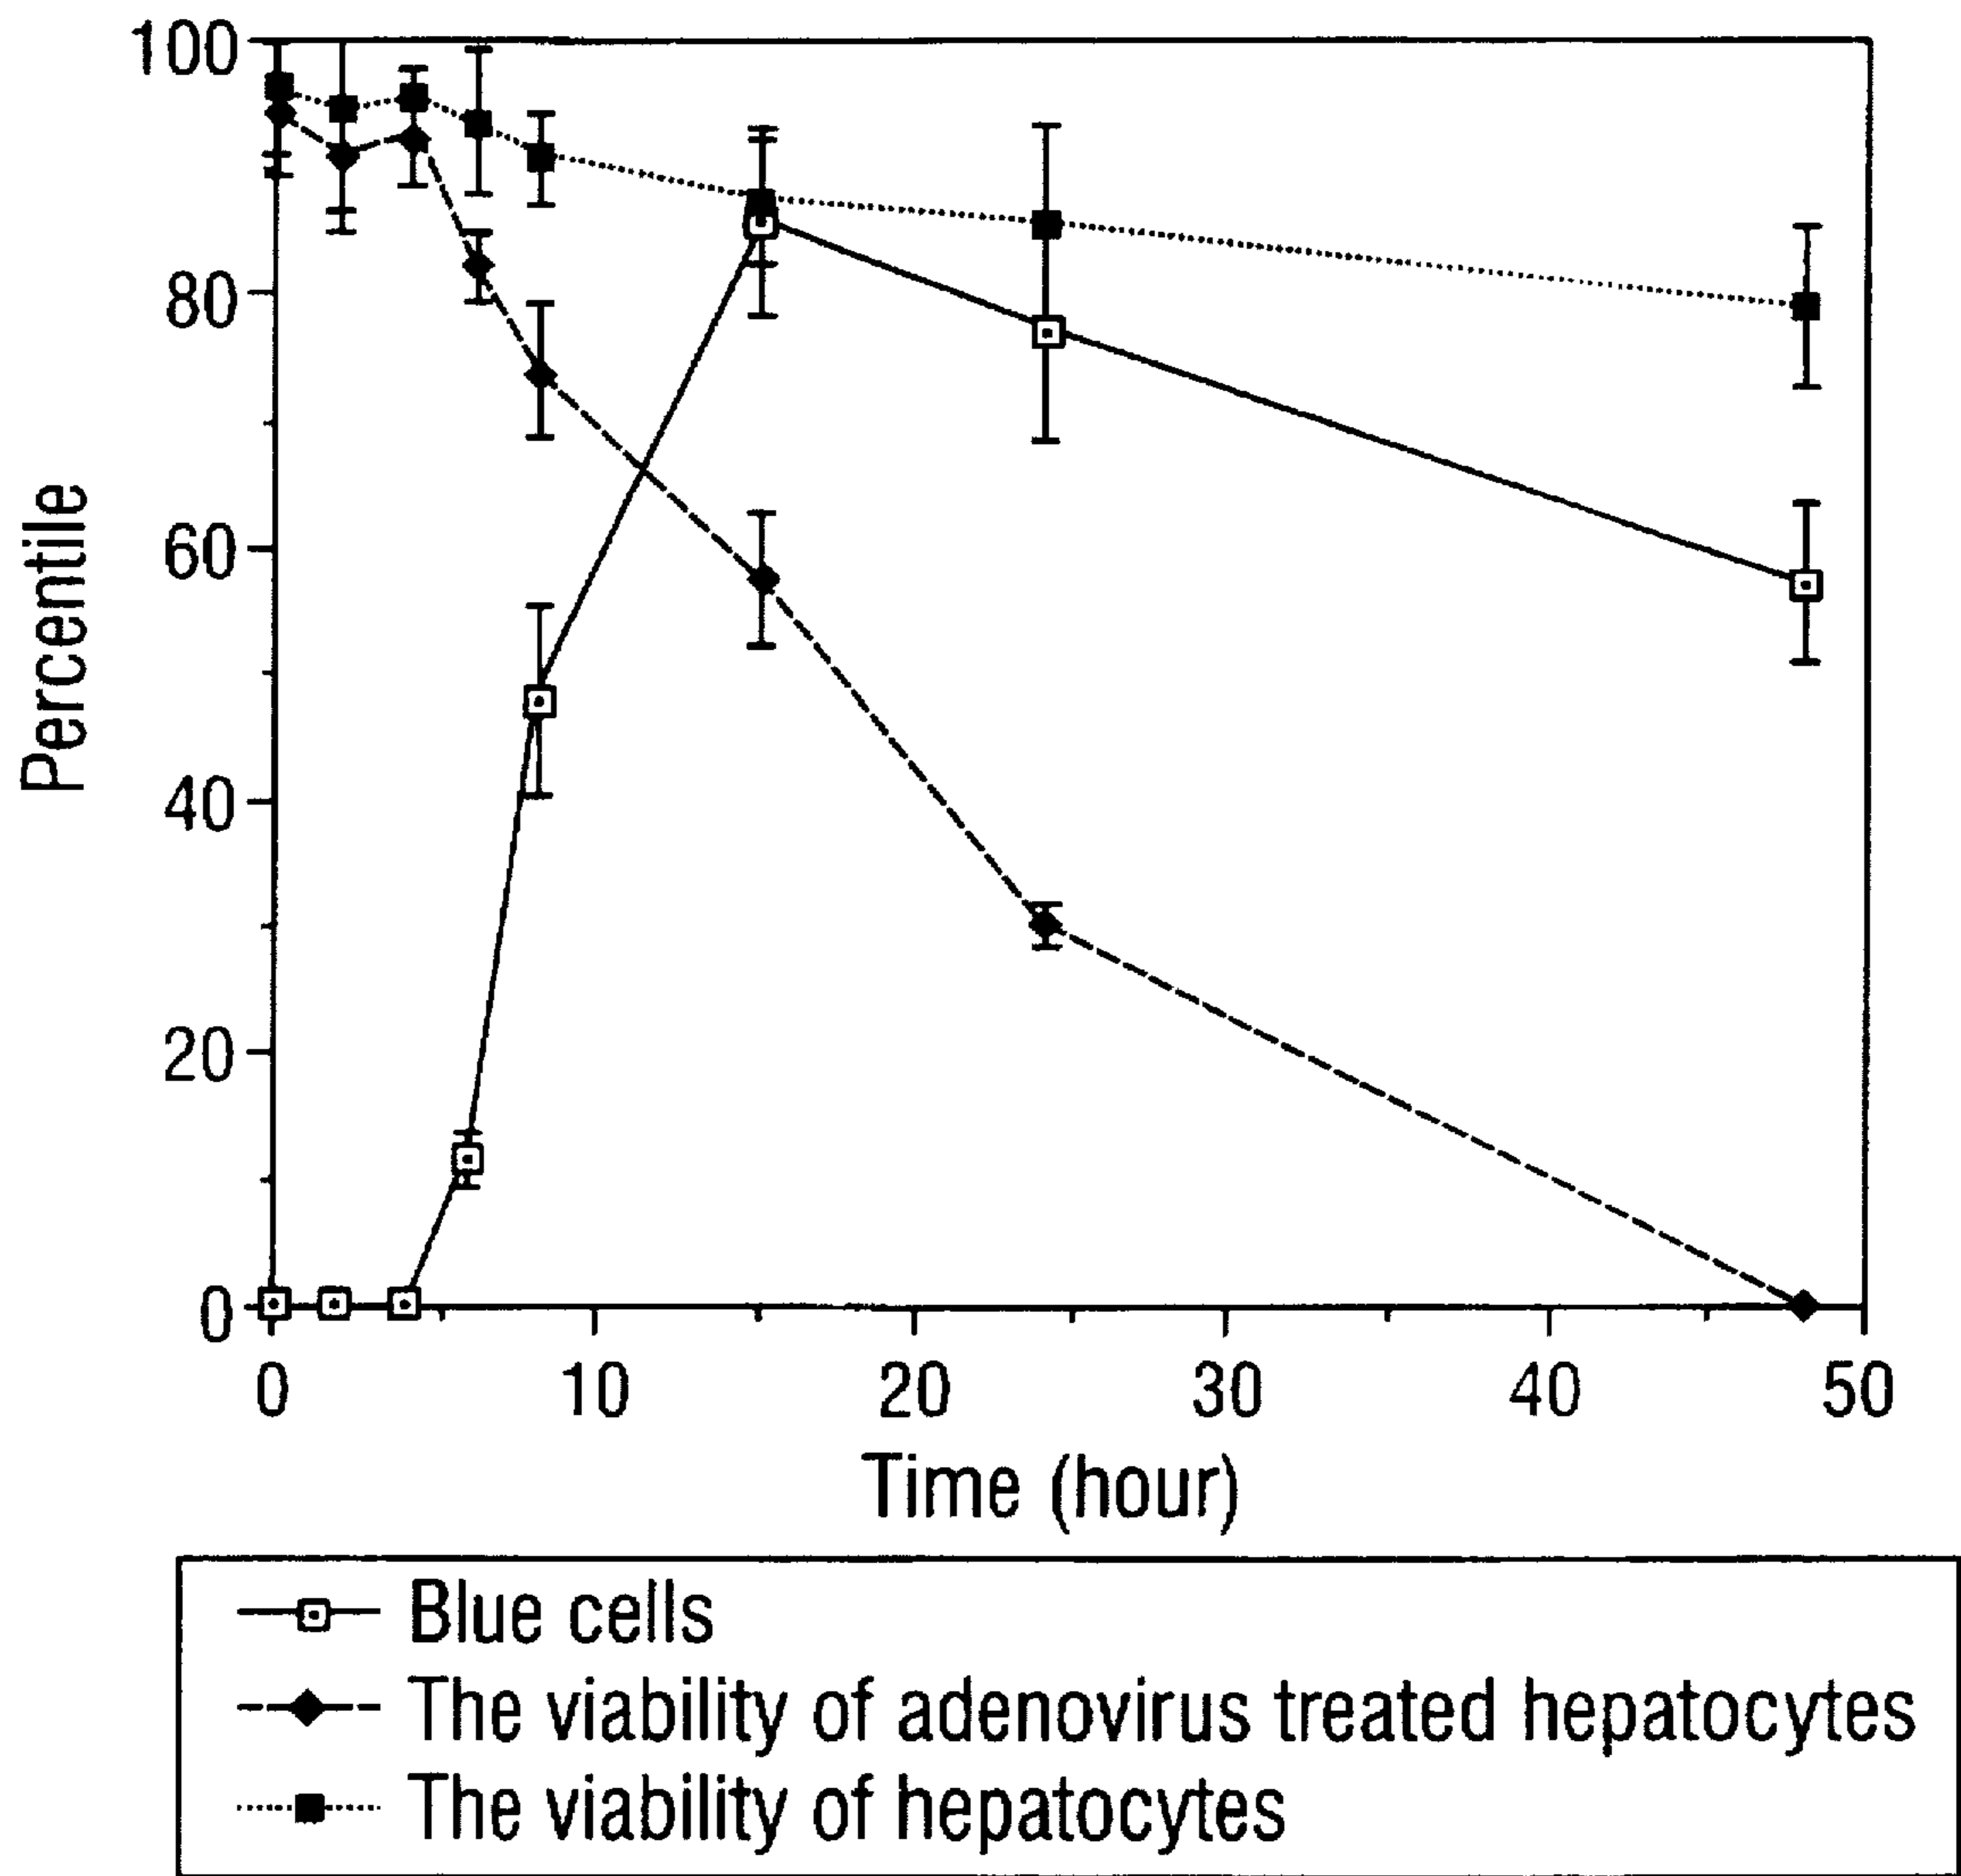 100
80
60
40
20
0
Percentile
0 10 20 30 40 50
Time (hour)
Blue cells
The viability of adenovirus treated hepatocytes
The viability of hepatocytes